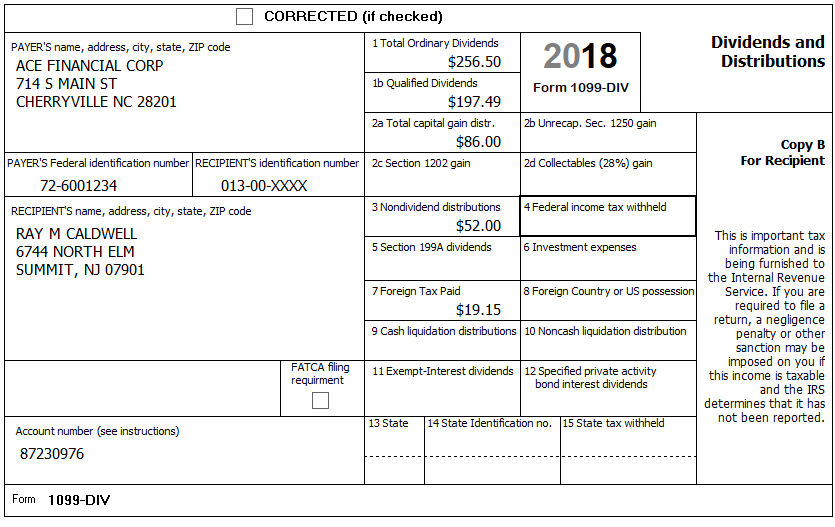 CORRECTED (if checked)
PAYER'S name, address, city, state, ZIP code
ACE FINANCIAL CORP
714 S MAIN ST
CHERRYVILLE NC 28201
1 Total Ordinary Dividends
$256.50
1b Qualified Dividends
$197.49
2018
Form 1099-DIV
Dividends and
Distributions
2a Total capital gain distr.
$86.00
2b Unrecap. Sec. 1250 gain
Copy B
For Recipient
PAYER'S Federal identification number
72-6001234
RECIPIENT'S identification number
013-00-XXXX
2c Section 1202 gain
2d Collectables (28%) gain
RECIPIENT'S name, address, city, state, ZIP code
RAY M CALDWELL
6744 NORTH ELM
SUMMIT, NJ 07901
3 Nondividend distributions
$52.00
4 Federal income tax withheld
5 Section 199A dividends
6 Investment expenses
7 Foreign Tax Paid
$19.15
8 Foreign Country or US possession
9 Cash liquidation distributions
10 Noncash liquidation distribution
This is important tax
information and is
being furnished to
the Internal Revenue
Service. If you are
required to file a
return, a negligence
penalty or other
sanction may be
imposed on you if
this income is taxable
and the IRS
determines that it has
not been reported.
FATCA filing
requirment
11 Exempt-Interest dividends
12 Specified private activity
bond interest dividends
Account number (see instructions)
87230976
13 State
14 State Identification no.
15 State tax withheld
Form 1099-DIV